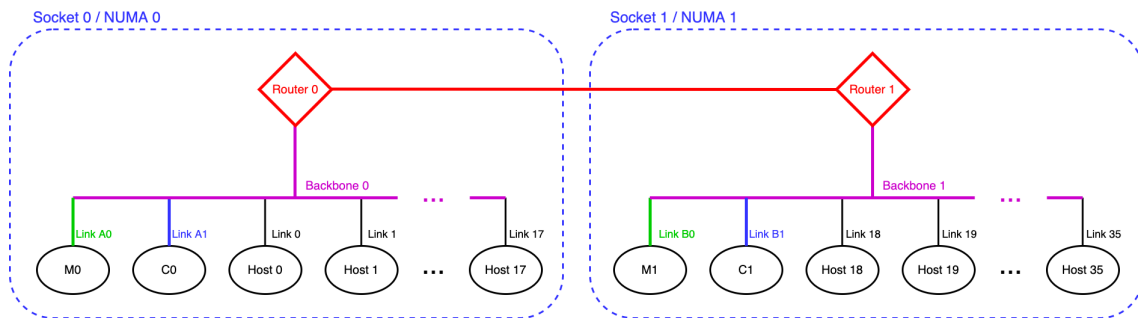 Socket 0 / NUMA 0
Socket 1 / NUMA 1
Router 0
Router 1
Backbone 0
...
Backbone 1
...
Link A0
Link A1
Link 0
Link 1
Link 17
Link B0
Link B1
Link 18
Link 19
Link 35
M0
C0
Host 0
Host 1
...
Host 17
M1
C1
Host 18
Host 19
...
Host 35